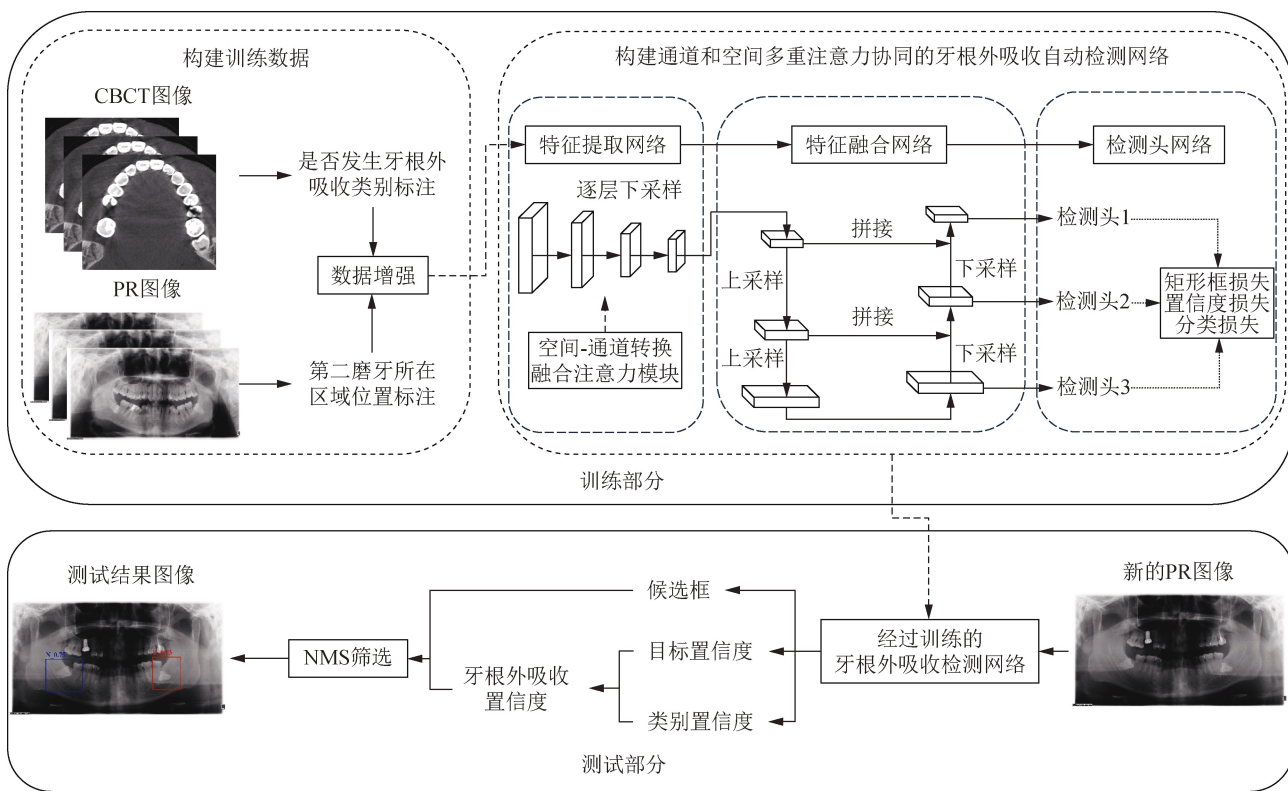 构建训练数据
CBCT图像
是否发生牙根外
吸收类别标注
数据增强
PR图像
第二磨牙所在
区域位置标注
构建通道和空间多重注意力协同的牙根外吸收自动检测网络
特征提取网络
特征融合网络
检测头网络
逐层下采样
空间-通道转换
融合注意力模块
拼接
上采样
下采样
拼接
上采样
下采样
检测头1
检测头2
检测头3
矩形框损失
置信度损失
分类损失
训练部分
测试结果图像
NMS筛选
牙根外吸收
置信度
候选框
目标置信度
类别置信度
经过训练的
牙根外吸收检测网络
新的PR图像
测试部分